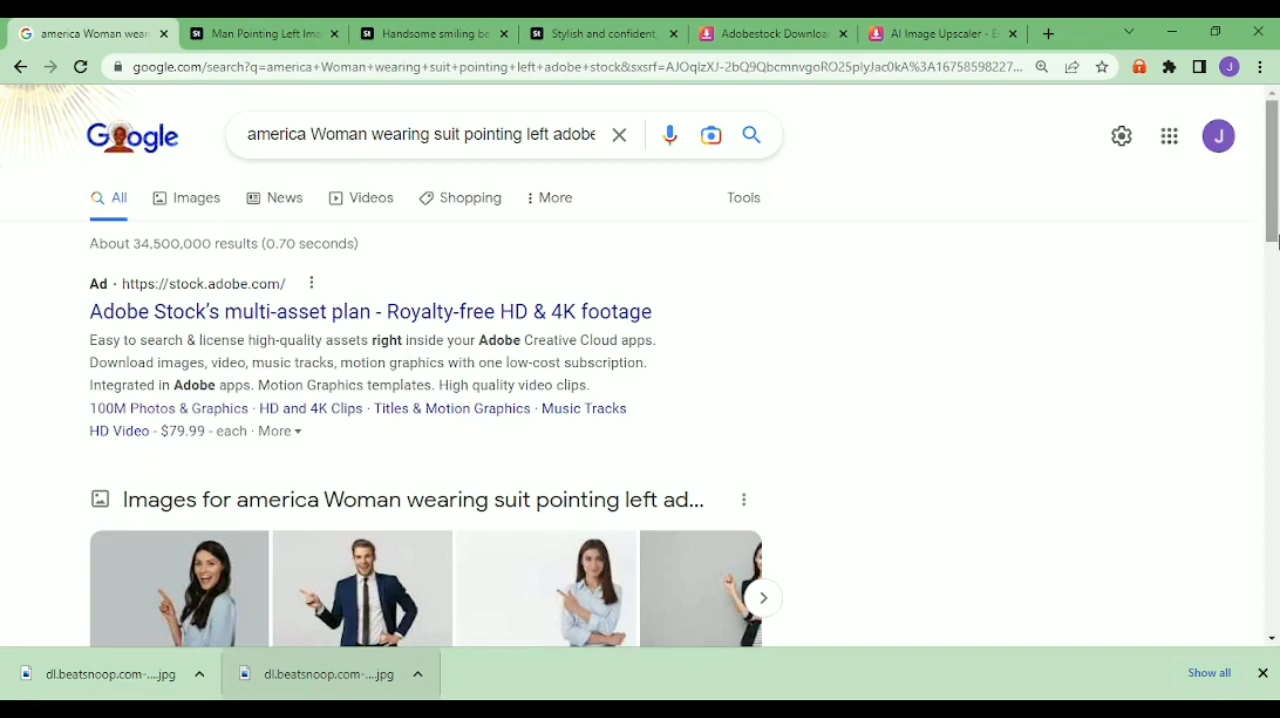 america Woman wear
Man Pointing Left Ima
Handsome smiling be
Stylish and confident,
Adobestock Downloa
AI Image Upscaler - E
google.com/search?q=america+Woman+wearing+suit+pointing+left+adobe+stock&sxsrf=AJOqlzXJ-2bQ9QbcmnvgoRO25plyJac0kA%3A16758598227...
J
Google
america Woman wearing suit pointing left adobe
J
All
Images
News
Videos
Shopping
More
Tools
About 34,500,000 results (0.70 seconds)
Ad · https://stock.adobe.com/
Adobe Stock's multi-asset plan - Royalty-free HD & 4K footage
Easy to search & license high-quality assets right inside your Adobe Creative Cloud apps.
Download images, video, music tracks, motion graphics with one low-cost subscription.
Integrated in Adobe apps. Motion Graphics templates. High quality video clips.
100M Photos & Graphics · HD and 4K Clips · Titles & Motion Graphics · Music Tracks
HD Video - $79.99 - each · More
Images for america Woman wearing suit pointing left ad...
dl.beatsnoop.com-....jpg
dl.beatsnoop.com-....jpg
Show all